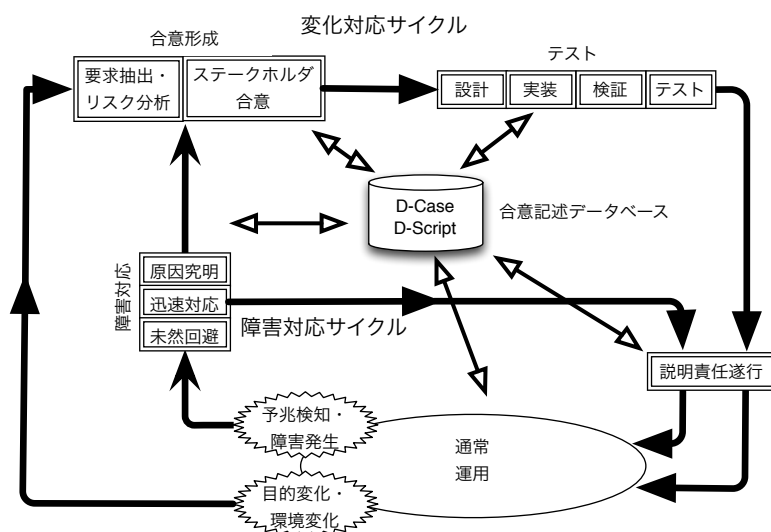 変化対応サイクル
合意形成
要求抽出・
リスク分析
ステークホルダ
合意
テスト
設計
実装
検証
テスト
D-Case
D-Script
合意記述データベース
障害対応
原因究明
迅速対応
未然回避
障害対応サイクル
説明責任遂行
予兆検知・
障害発生
通常
運用
目的変化・
環境変化